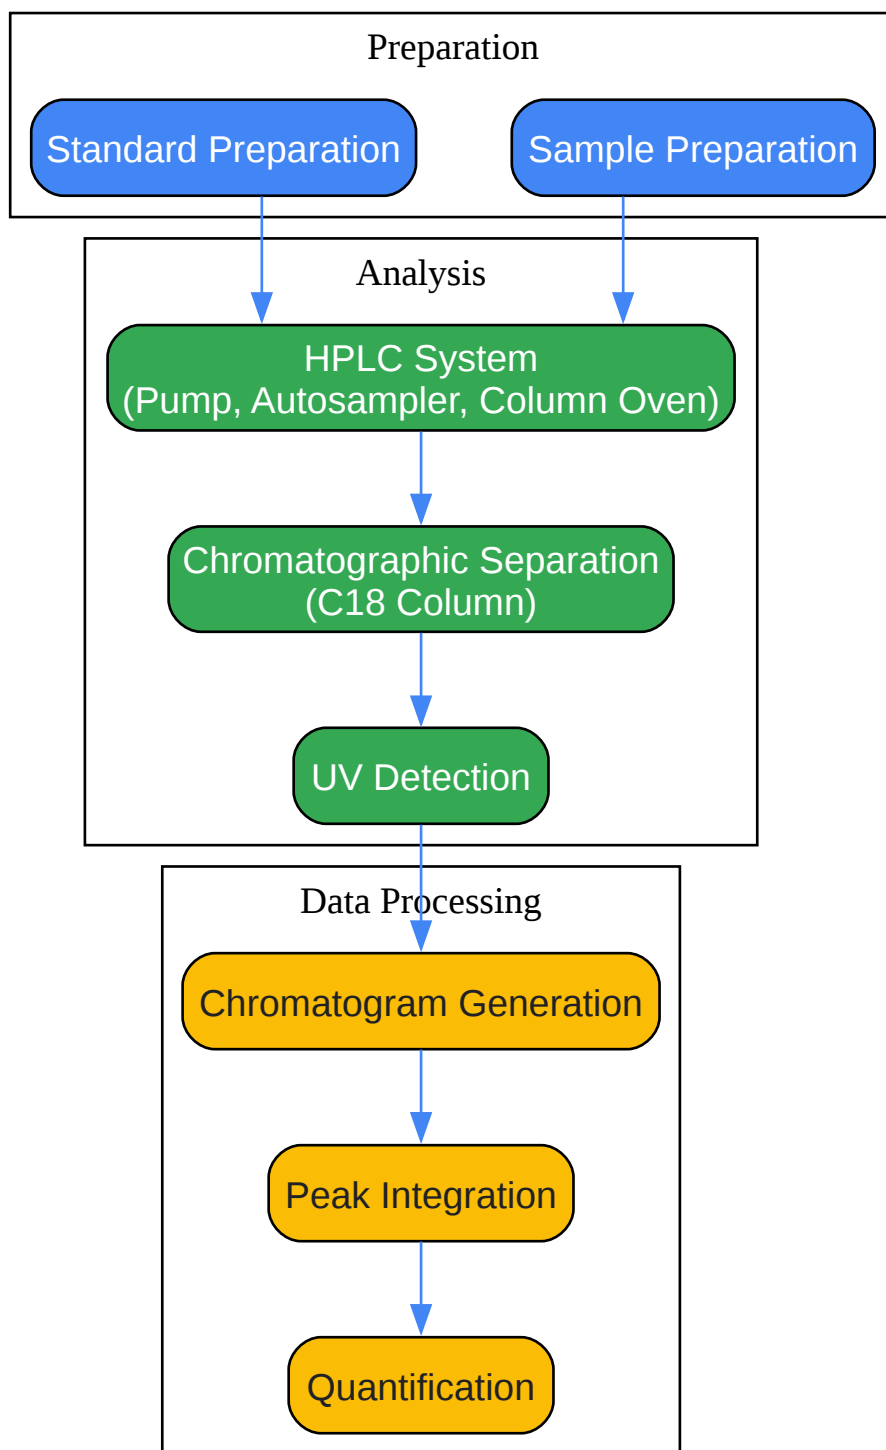 Preparation
Standard Preparation
Sample Preparation
Analysis
HPLC System
(Pump, Autosampler, Column Oven)
Chromatographic Separation
(C18 Column)
UV Detection
Data Processing
Chromatogram Generation
Peak Integration
Quantification